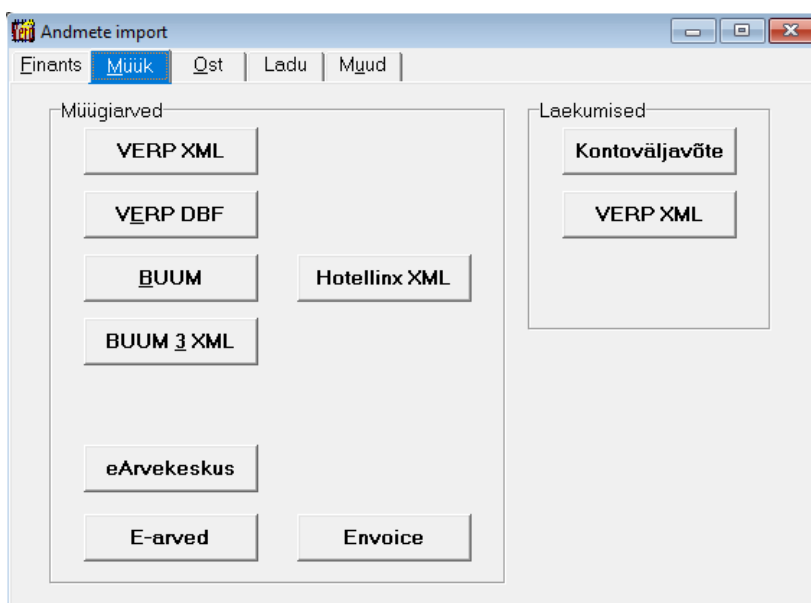 Andmete import
Finants Müük Ost Ladu Muud
Müügiarved
VERP XML
VERP DBF
BUUM
Hotellinx XML
BUUM 3 XML
eArvekeskus
E-arved
Envoice
Laekumised
Kontoväljavõte
VERP XML